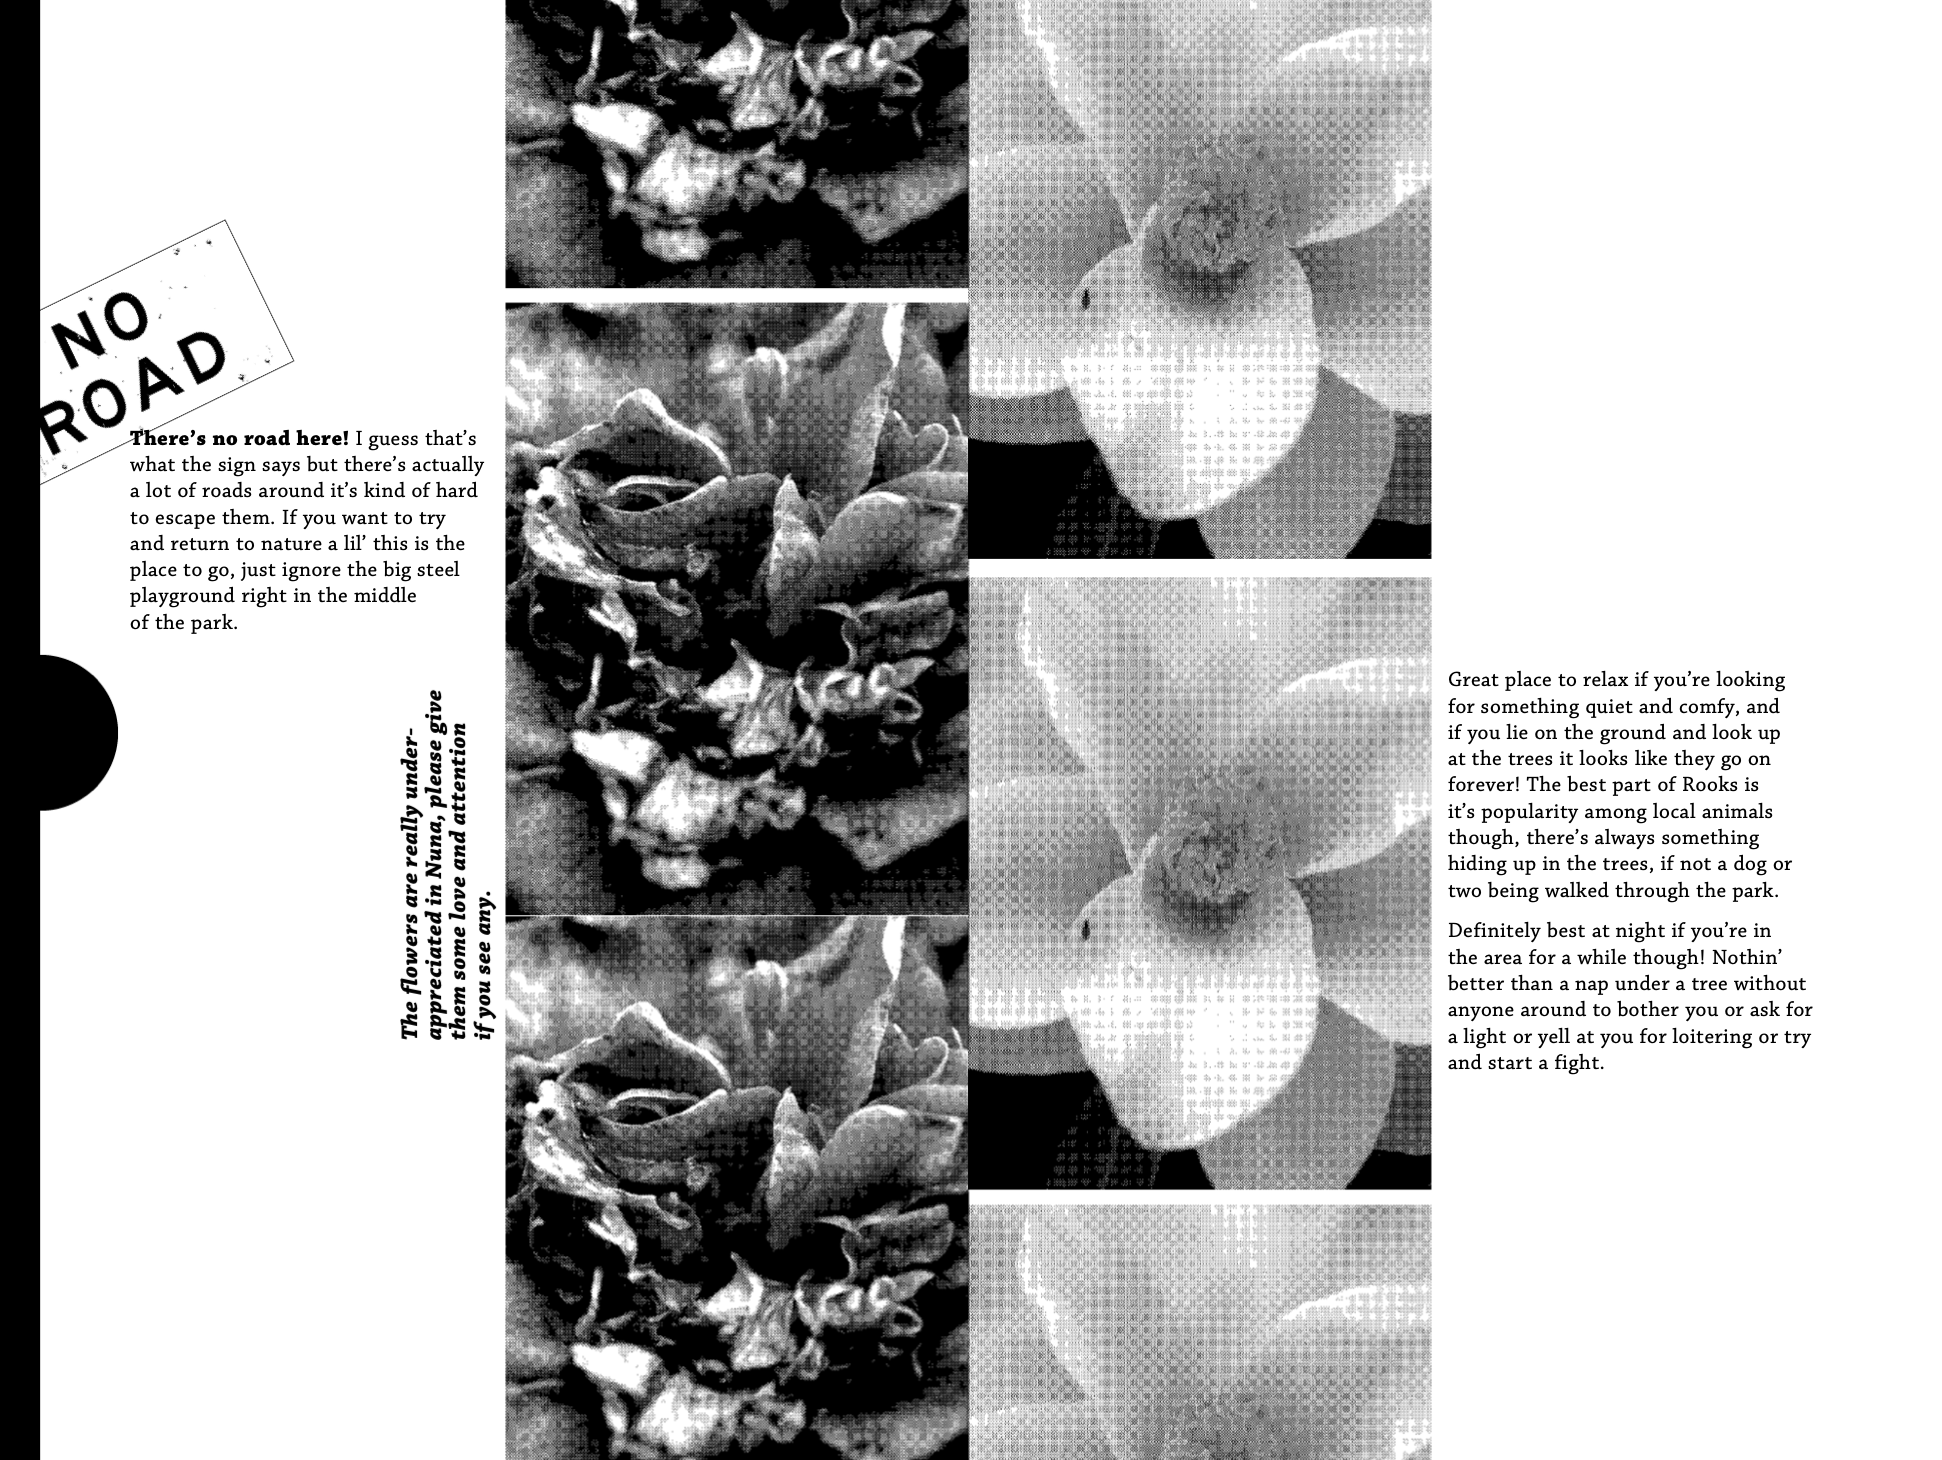 NO
ROAD
There’s no road here! I guess that’s
what the sign says but there’s actually
a lot of roads around it’s kind of hard
to escape them. If you want to try
and return to nature a lil’ this is the
place to go, just ignore the big steel
playground right in the middle
of the park.
The flowers are really under-
appreciated in Nuna, please give
them some love and attention
if you see any.
Great place to relax if you’re looking
for something quiet and comfy, and
if you lie on the ground and look up
at the trees it looks like they go on
forever! The best part of Rooks is
it’s popularity among local animals
though, there’s always something
hiding up in the trees, if not a dog or
two being walked through the park.
Definitely best at night if you’re in
the area for a while though! Nothin’
better than a nap under a tree without
anyone around to bother you or ask for
a light or yell at you for loitering or try
and start a fight.